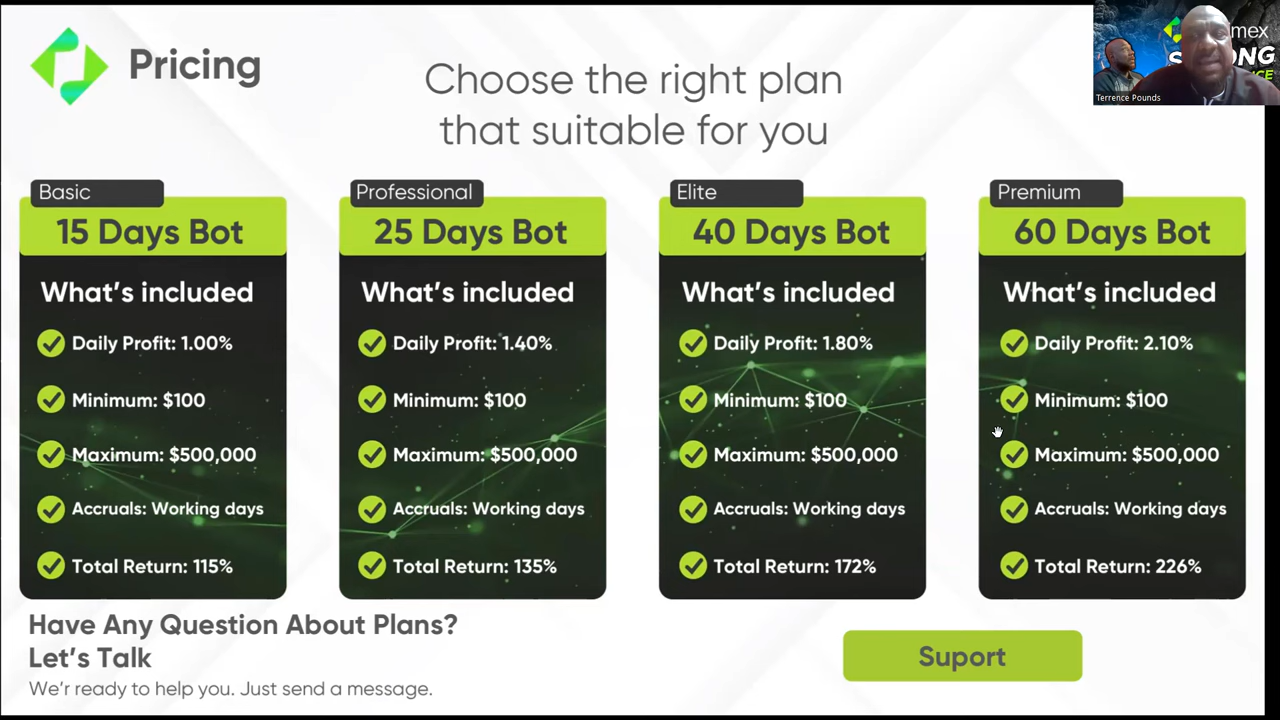 Pricing
Choose the right plan
that suitable for you
mex
S ONG
CE
Terrence Pounds
Basic
15 Days Bot
What's included
Daily Profit: 1.00%
Minimum: $100
Maximum: $500,000
Accruals: Working days
Total Return: 115%
Professional
25 Days Bot
What's included
Daily Profit: 1.40%
Minimum: $100
Maximum: $500,000
Accruals: Working days
Total Return: 135%
Elite
40 Days Bot
What's included
Daily Profit: 1.80%
Minimum: $100
Maximum: $500,000
Accruals: Working days
Total Return: 172%
Premium
60 Days Bot
What's included
Daily Profit: 2.10%
Minimum: $100
Maximum: $500,000
Accruals: Working days
Total Return: 226%
Have Any Question About Plans?
Let's Talk
We'r ready to help you. Just send a message.
Suport